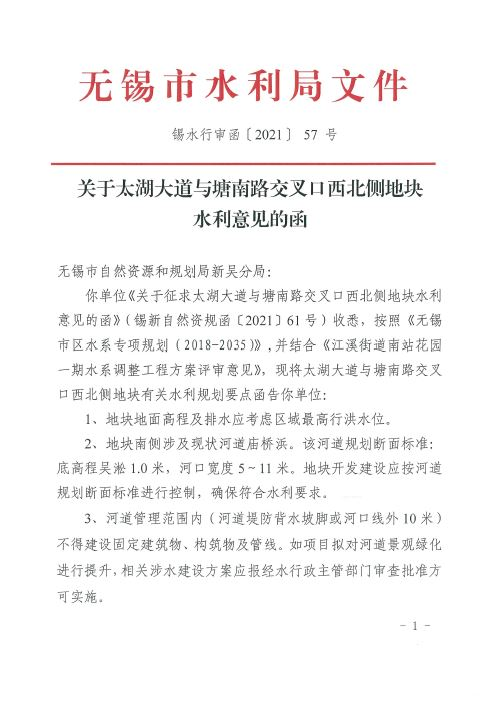 无锡市水利局文件
锡水行审函〔2021〕 57 号
关于太湖大道与塘南路交叉口西北侧地块
水利意见的函
无锡市自然资源和规划局新吴分局：
你单位《关于征求太湖大道与塘南路交叉口西北侧地块水利
意见的函》（锡新自然资规函〔2021〕61号）收悉，按照《无锡
市区水系专项规划（2018-2035）》，并结合《江溪街道南站花园
一期水系调整工程方案评审意见》，现将太湖大道与塘南路交叉
口西北侧地块有关水利规划要点函告你单位：
1、地块地面高程及排水应考虑区域最高行洪水位。
2、地块南侧涉及现状河道庙桥浜。该河道规划断面标准：
底高程吴淞 1.0 米，河口宽度 5～11 米。地块开发建设应按河道
规划断面标准进行控制，确保符合水利要求。
3、河道管理范围内（河道堤防背水坡脚或河口线外 10 米）
不得建设固定建筑物、构筑物及管线。如项目拟对河道景观绿化
进行提升，相关涉水建设方案应报经水行政主管部门审查批准方
可实施。
- 1 -